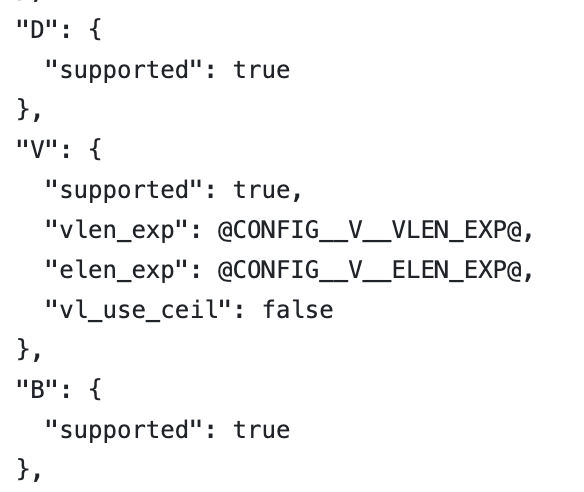 "D": {
"supported": true
},
"V": {
"supported": true,
"vlen_exp": @CONFIG__V__VLEN_EXP@,
"elen_exp": @CONFIG__V__ELEN_EXP@,
"vl_use_ceil": false
},
"B": {
"supported": true
},